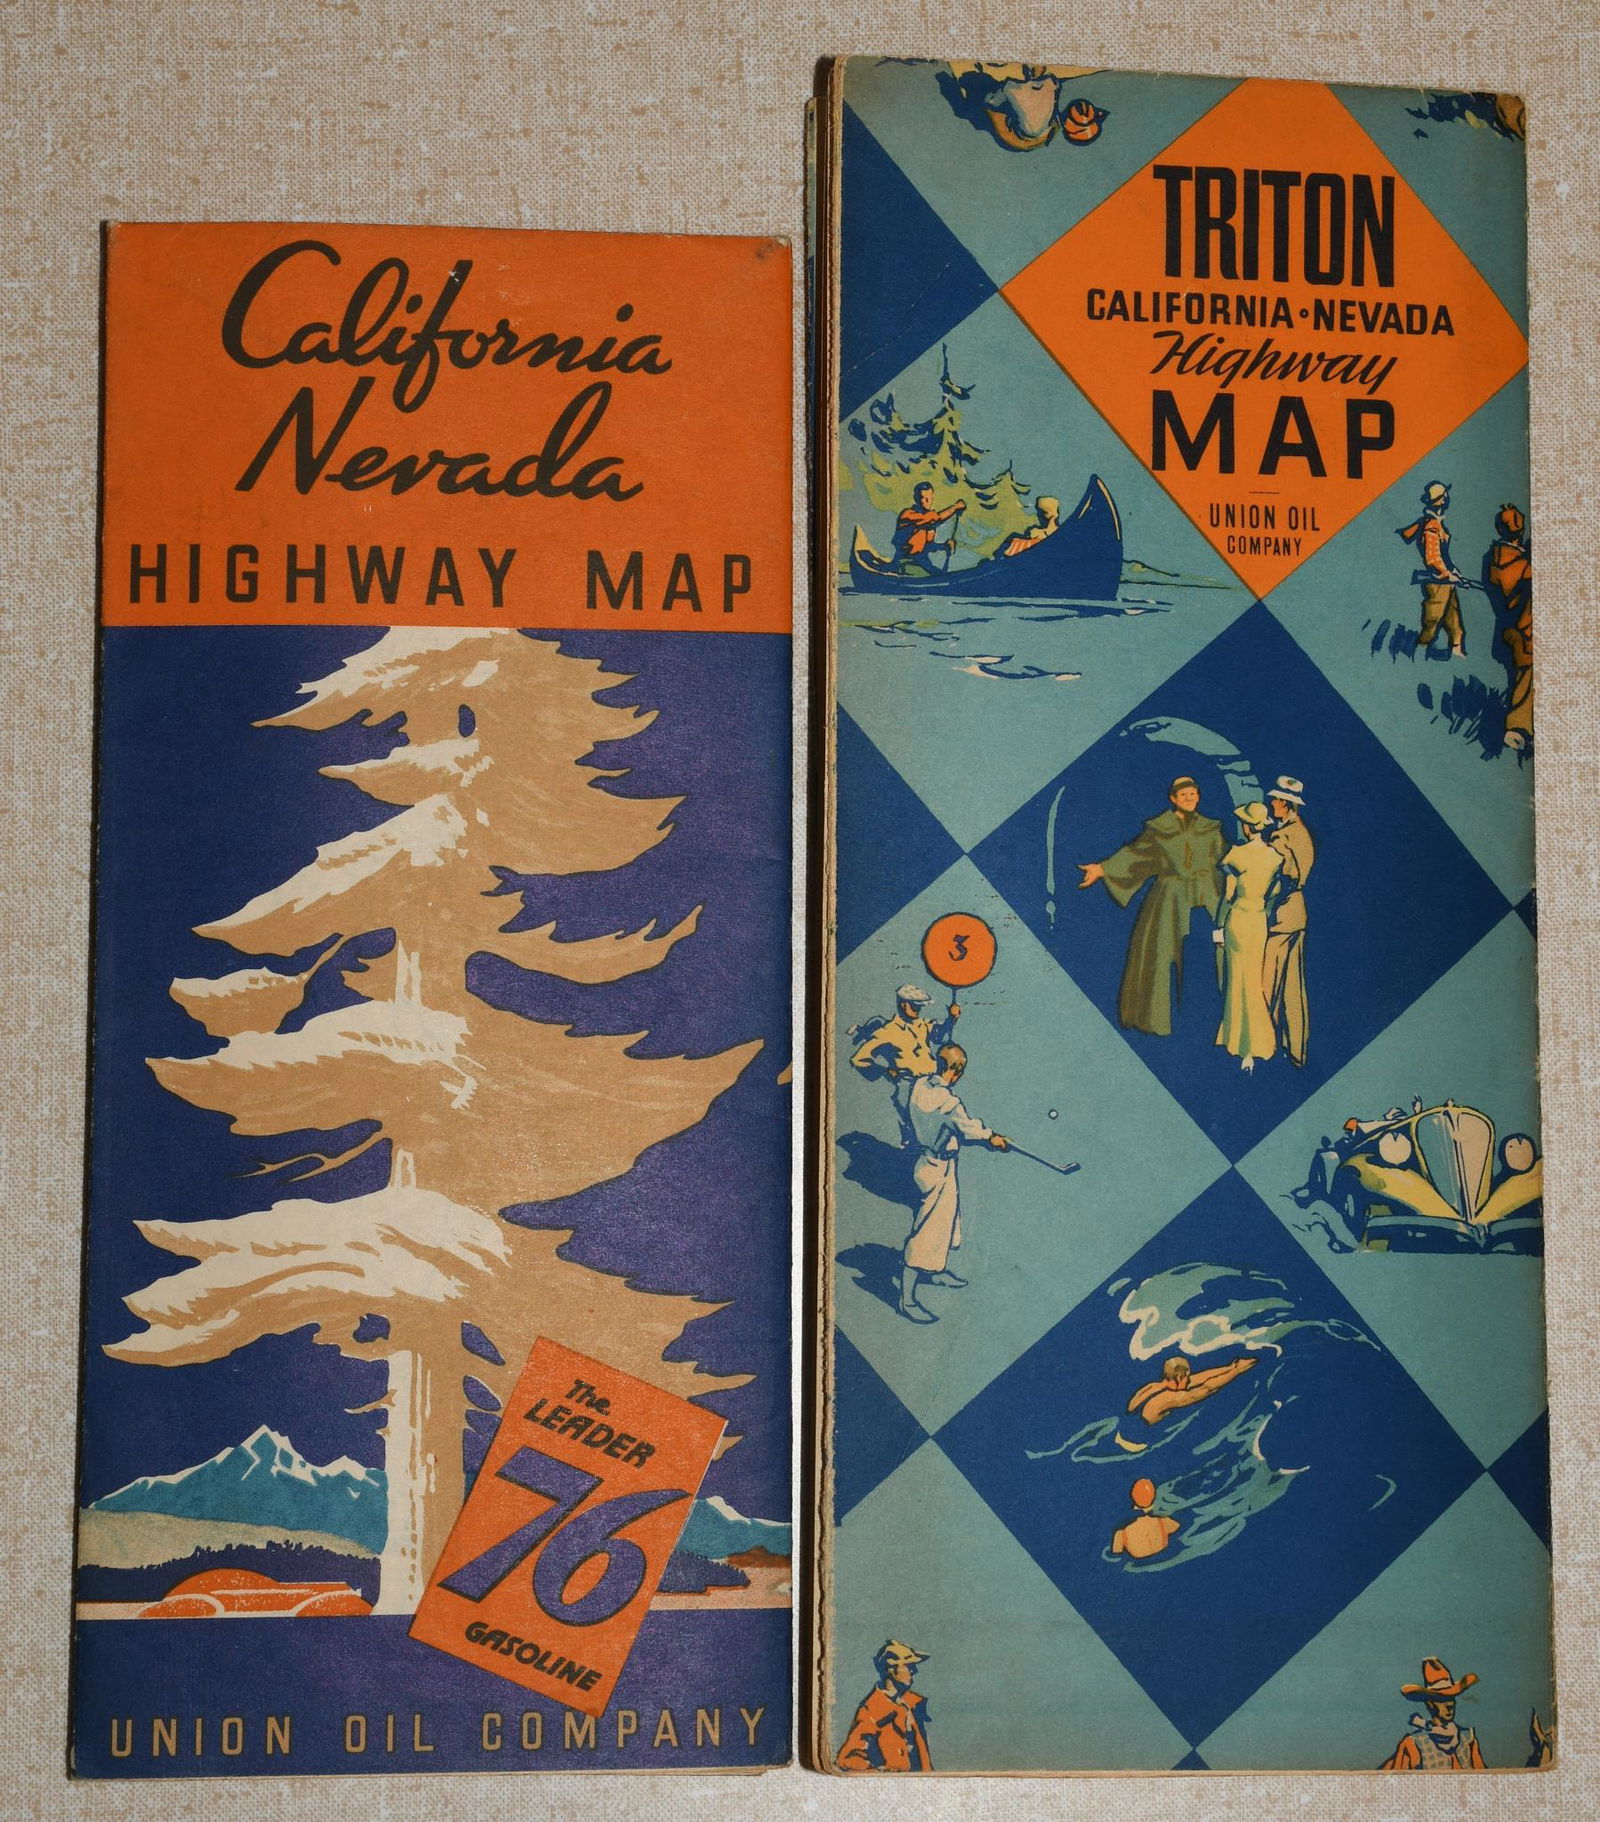 California
Nevada
HIGHWAY MAP
The
LEADER
76
GASOLINE
UNION OIL COMPANY
TRITON
CALIFORNIA•NEVADA
Highway
MAP
UNION OIL
COMPANY
3